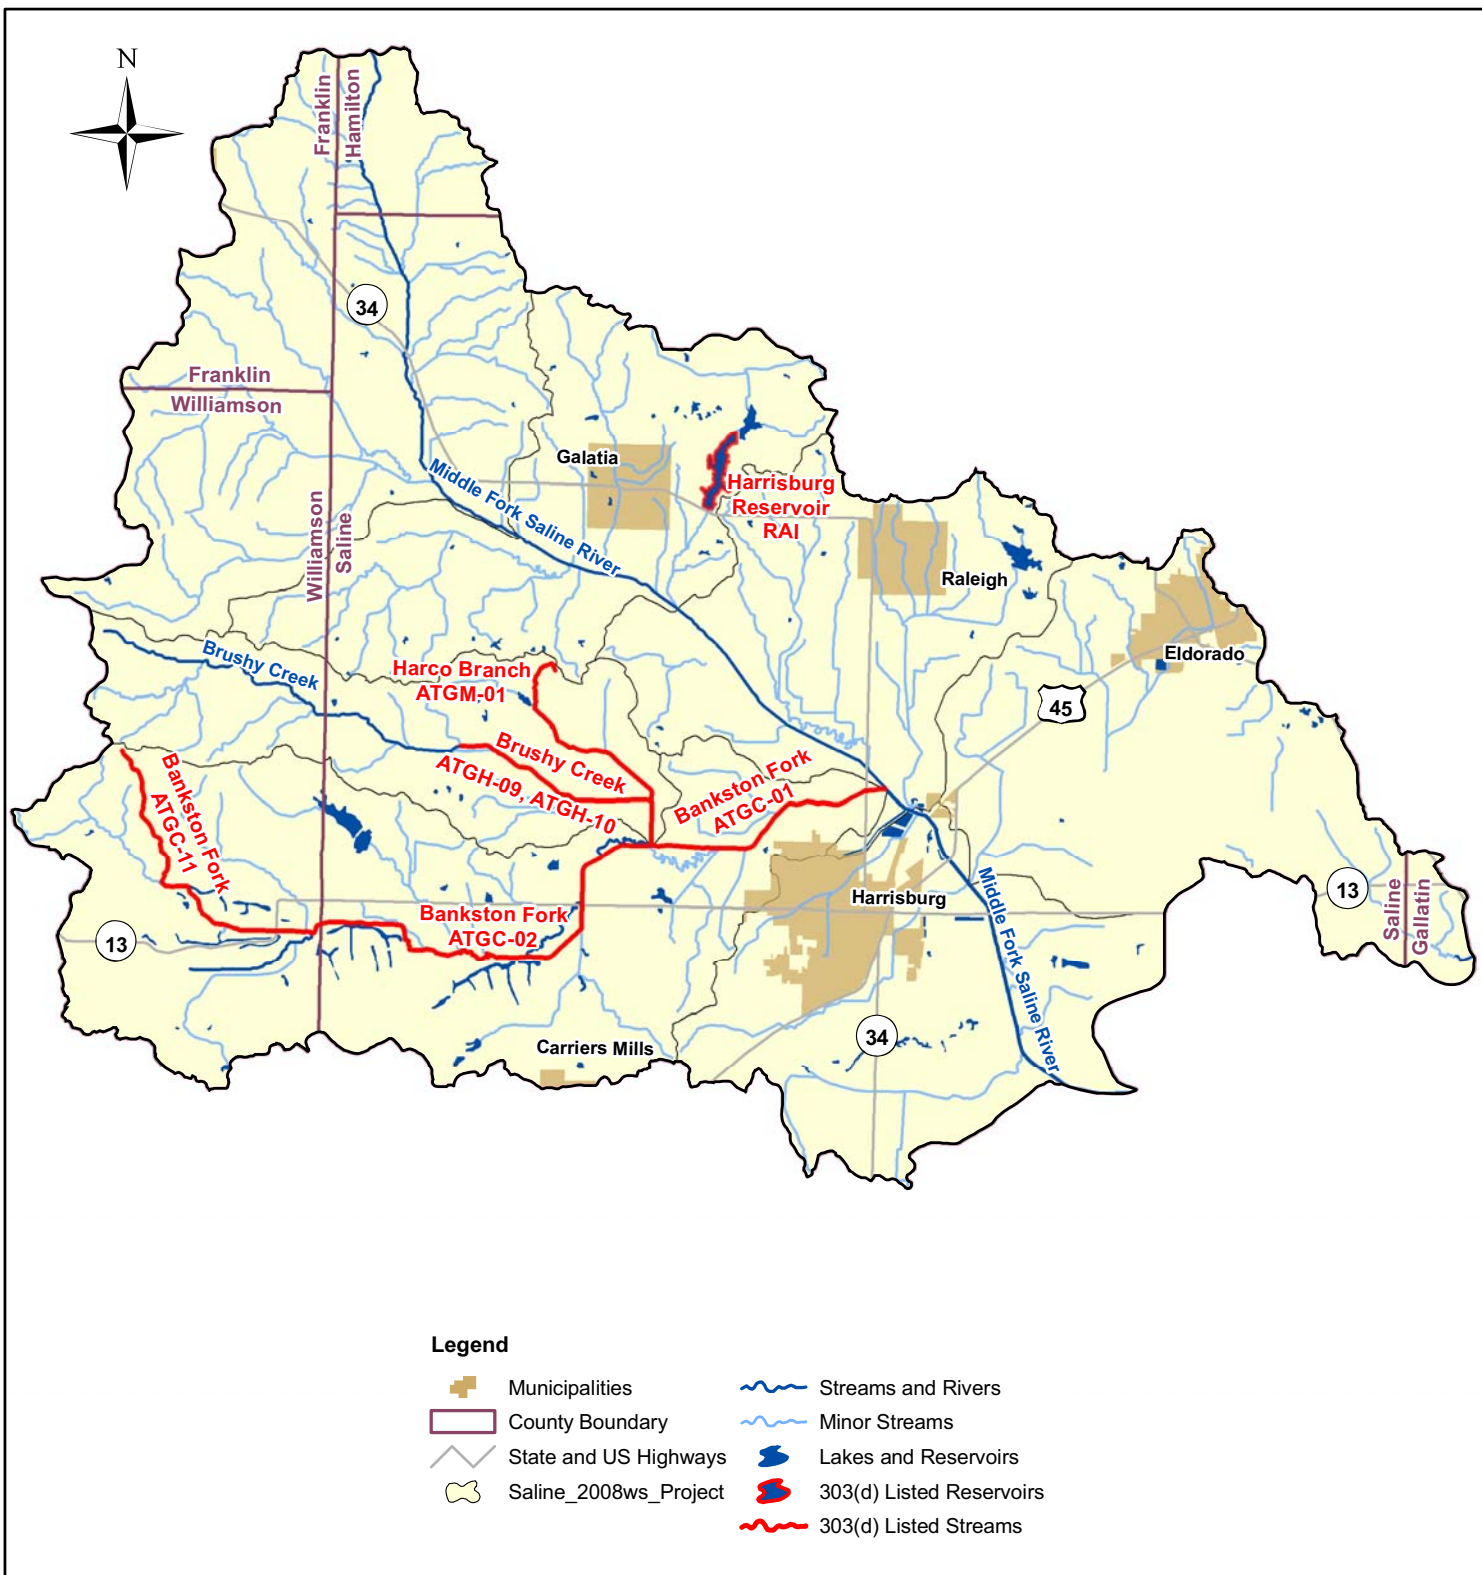 N
Franklin
Hamilton
34
Franklin
Williamson
Galatia
Middle Fork Saline River
Harrisburg
Reservoir
RAI
Williamson
Saline
Raleigh
Eldorado
Brushy Creek
Harco Branch
ATGM-01
45
Brushy Creek
ATGH-09, ATGH-10
Bankston Fork
ATGC-11
Bankston Fork
ATGC-01
Harrisburg
Middle Fork Saline River
13
Saline
Gallatin
Bankston Fork
ATGC-02
13
34
Carriers Mills
Legend
Municipalities
County Boundary
State and US Highways
Saline_2008ws_Project
Streams and Rivers
Minor Streams
Lakes and Reservoirs
303(d) Listed Reservoirs
303(d) Listed Streams